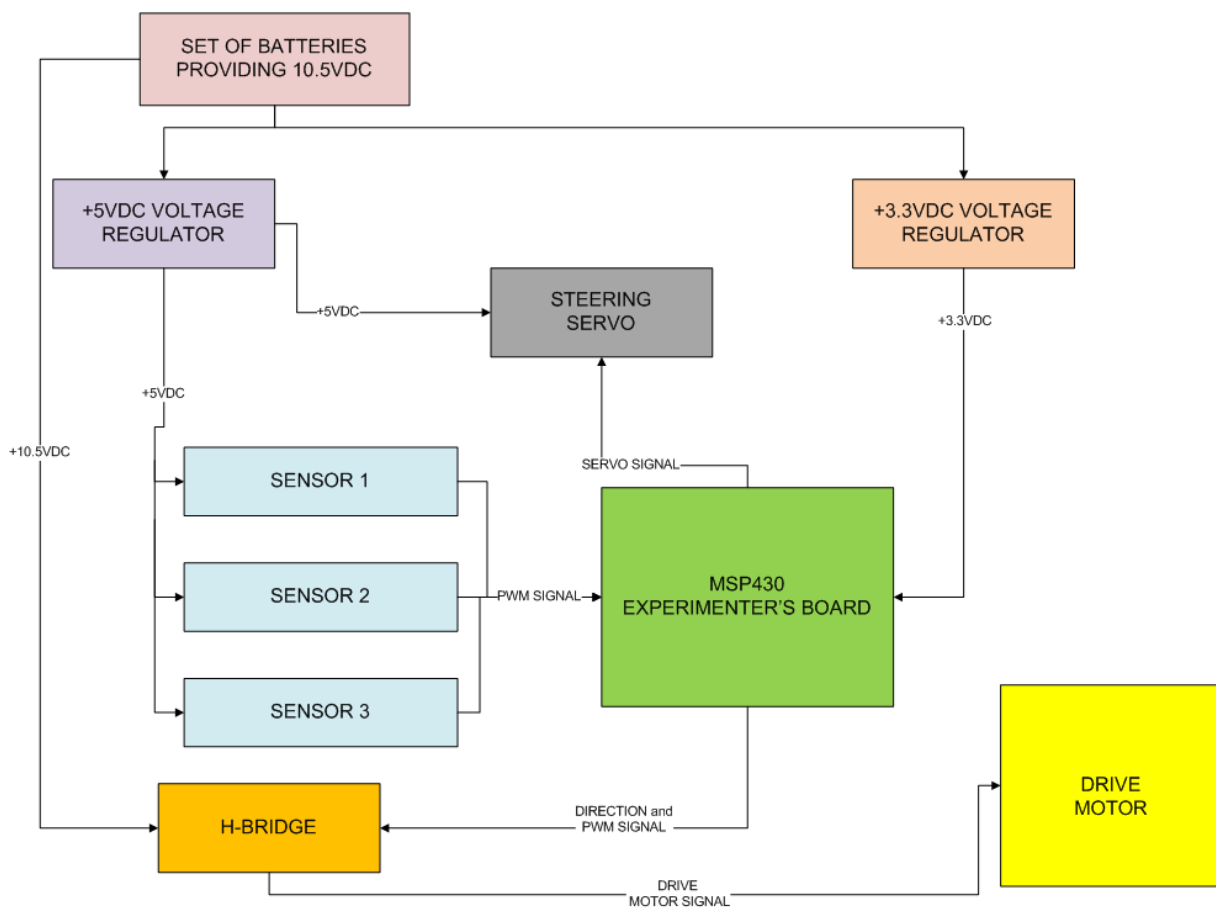 SET OF BATTERIES
PROVIDING 10.5VDC
+5VDC VOLTAGE
REGULATOR
+3.3VDC VOLTAGE
REGULATOR
STEERING
SERVO
+5VDC
+3.3VDC
+5VDC
+10.5VDC
SERVO SIGNAL
SENSOR 1
SENSOR 2
PWM SIGNAL
MSP430
EXPERIMENTER'S BOARD
SENSOR 3
H-BRIDGE
DIRECTION and
PWM SIGNAL
DRIVE
MOTOR
DRIVE
MOTOR SIGNAL